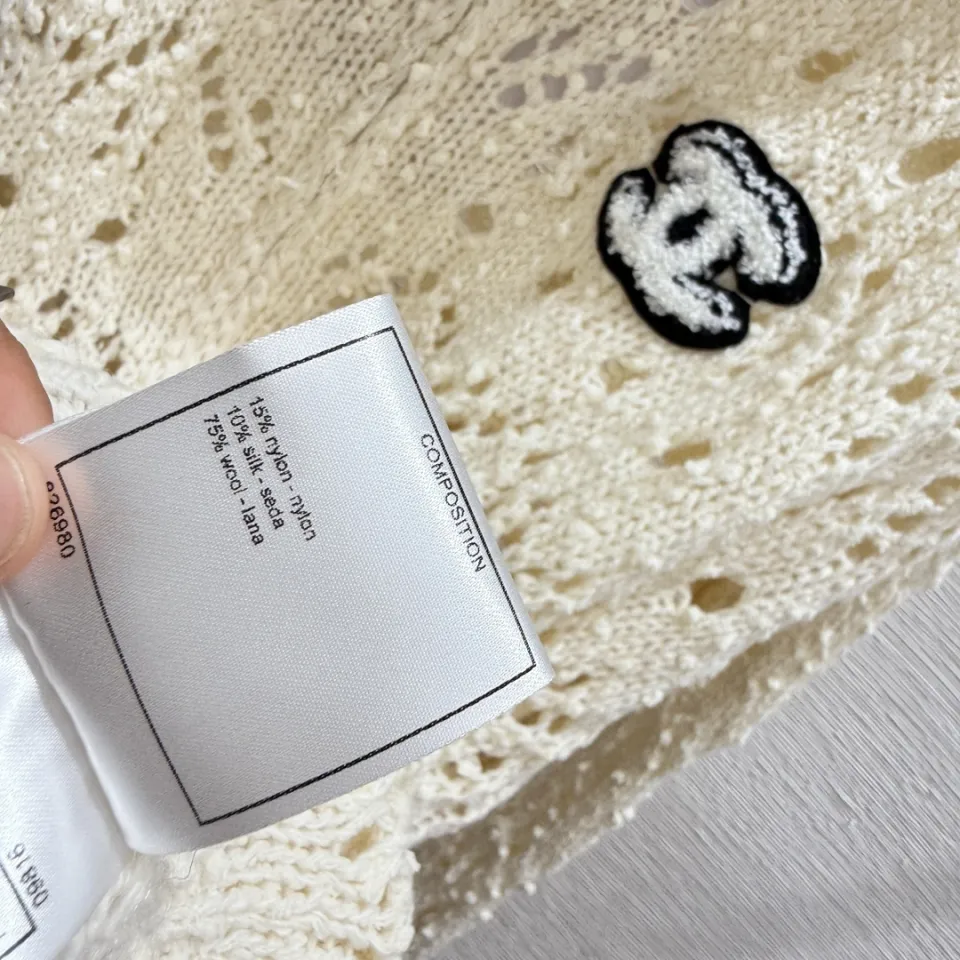 COMPOSITION
15% nylon - nylon
10% silk - seda
75% wool - lana